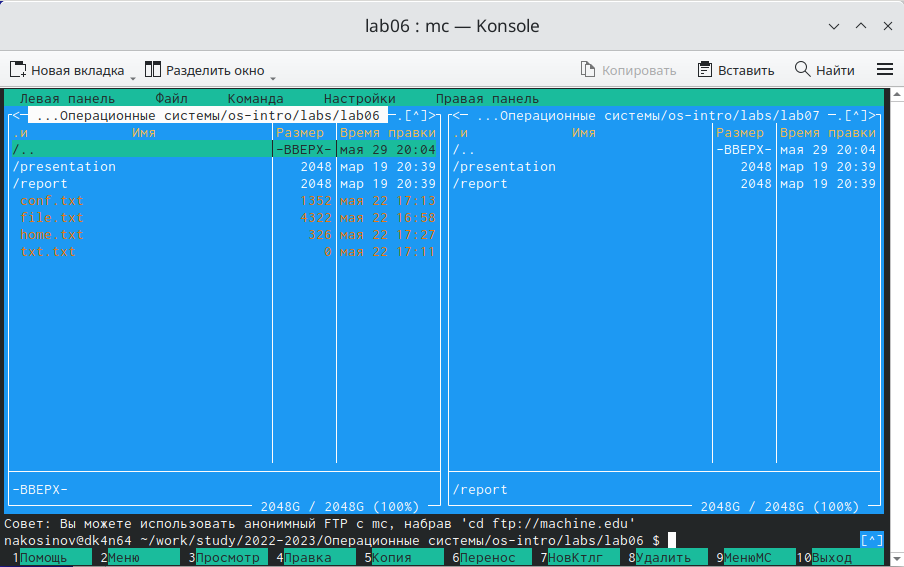 lab06 : mc — Konsole
Новая вкладка Разделить окно Копировать Вставить Найти
Левая панель Файл Команда Настройки Правая панель
<— ...Операционные системы/os-intro/labs/lab06 —.[^]> <— ...Операционные системы/os-intro/labs/lab07 —.[^]>
.и Имя Размер Время правки .и Имя Размер Время правки
/.. -ВВЕРХ- мая 29 20:04 /.. -ВВЕРХ- мая 29 20:04
/presentation 2048 мар 19 20:39 /presentation 2048 мар 19 20:39
/report 2048 мар 19 20:39 /report 2048 мар 19 20:39
conf.txt 1352 мая 22 17:13
file.txt 4322 мая 22 16:58
home.txt 326 мая 22 17:27
txt.txt 0 мая 22 17:11
-ВВЕРХ- /report
2048G / 2048G (100%) 2048G / 2048G (100%)
Совет: Вы можете использовать анонимный FTP с mc, набрав 'cd ftp://machine.edu'
nakosinov@dk4n64 ~/work/study/2022-2023/Операционные системы/os-intro/labs/lab06 $ [^]
1Помощь 2Меню 3Просмотр 4Правка 5Копия 6Перенос 7НовКтлг 8Удалить 9МенюMC 10Выход